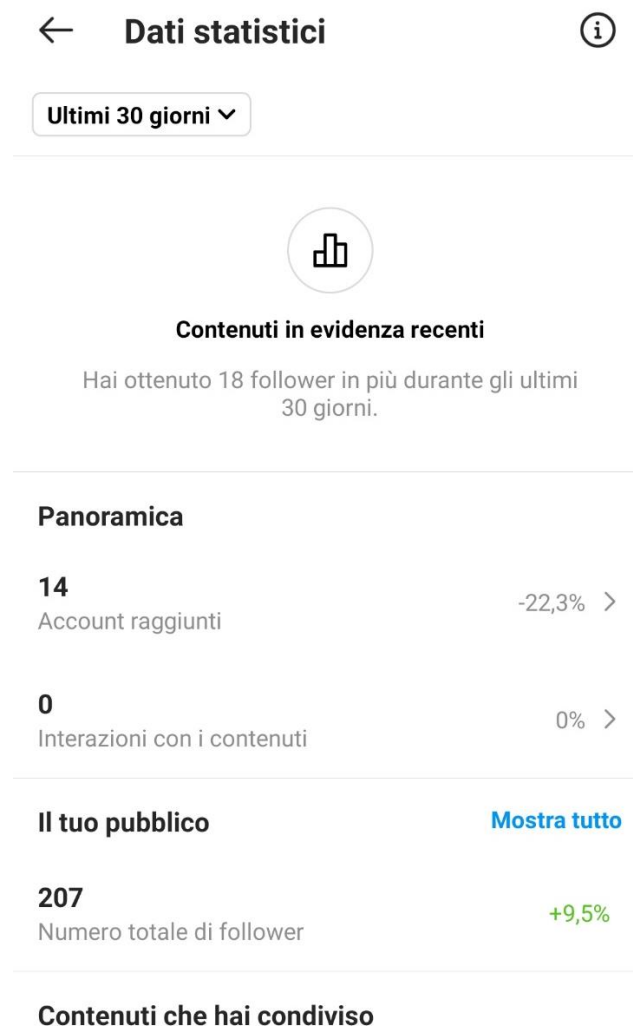 Dati statistici
Ultimi 30 giorni
Contenuti in evidenza recenti
Hai ottenuto 18 follower in più durante gli ultimi
30 giorni.
Panoramica
14
Account raggiunti
-22,3%
0
Interazioni con i contenuti
0%
Il tuo pubblico
Mostra tutto
207
Numero totale di follower
+9,5%
Contenuti che hai condiviso